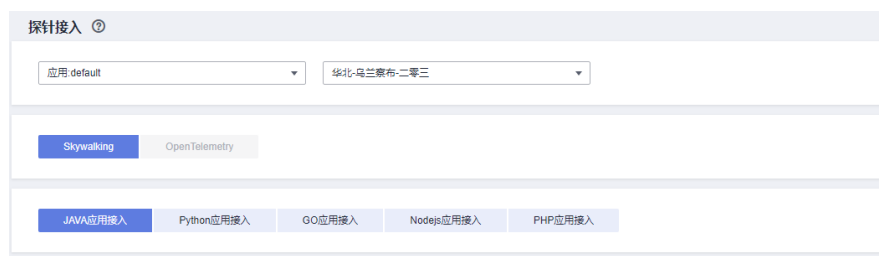 探针接入 ?
应用:default 华北-乌兰察布-二零三
Skywalking OpenTelemetry
JAVA应用接入 Python应用接入 GO应用接入 Nodejs应用接入 PHP应用接入